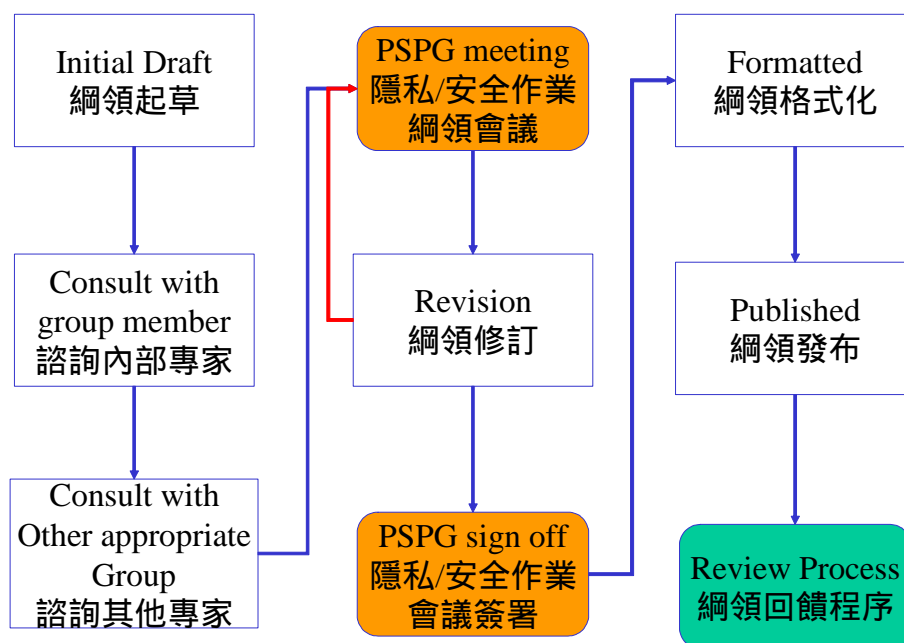 Initial Draft
綱領起草
Consult with
group member
諮詢內部專家
Consult with
Other appropriate
Group
諮詢其他專家
PSPG meeting
隱私/安全作業
綱領會議
Revision
綱領修訂
PSPG sign off
隱私/安全作業
會議簽署
Formatted
綱領格式化
Published
綱領發布
Review Process
綱領回饋程序